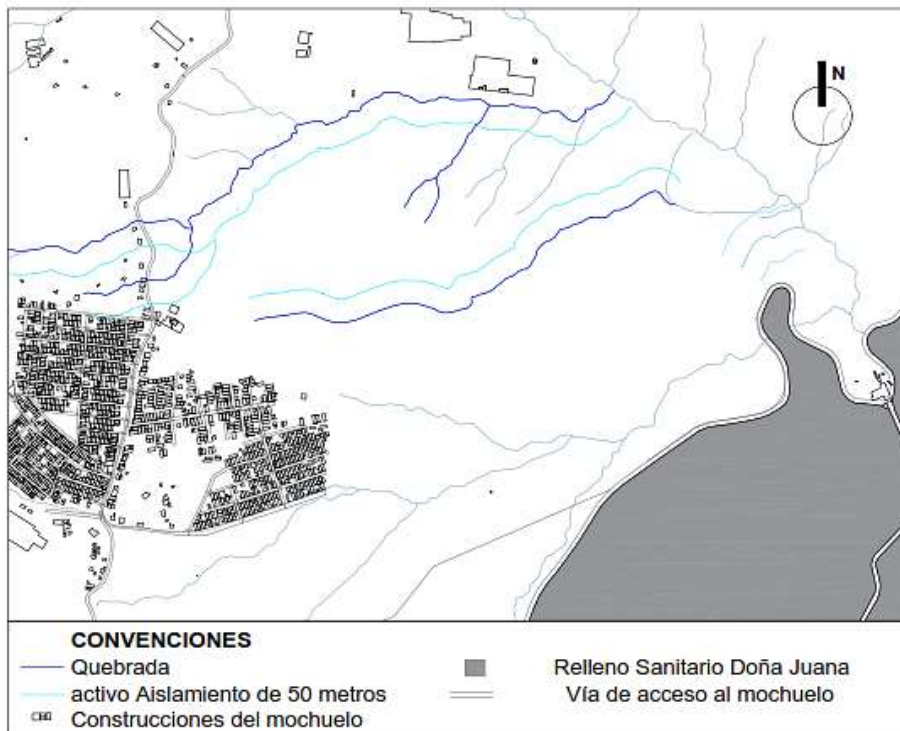 N
CONVENCIONES
Quebrada
activo Aislamiento de 50 metros
Construcciones del mochuelo
Relleno Sanitario Doña Juana
Vía de acceso al mochuelo